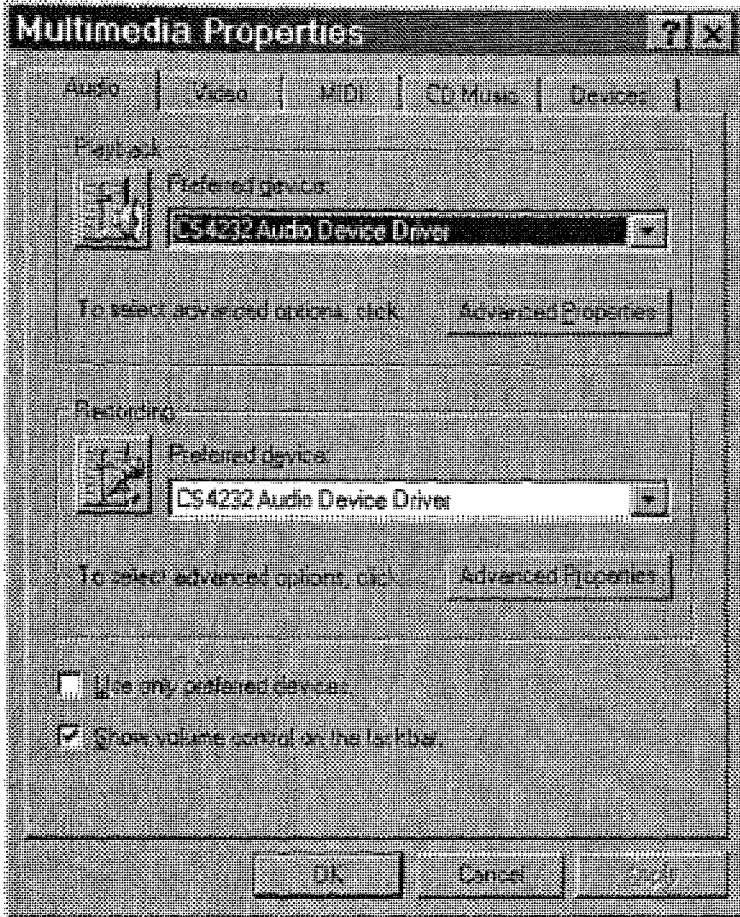 Multimedia Properties
Audio Video MIDI CD Music Devices
Playback
Preferred device:
CS4232 Audio Device Driver
To select advanced options, click: Advanced Properties
Recording
Preferred device:
CS4232 Audio Device Driver
To select advanced options, click: Advanced Properties
Use only preferred devices.
Show volume control on the taskbar.
OK Cancel Apply